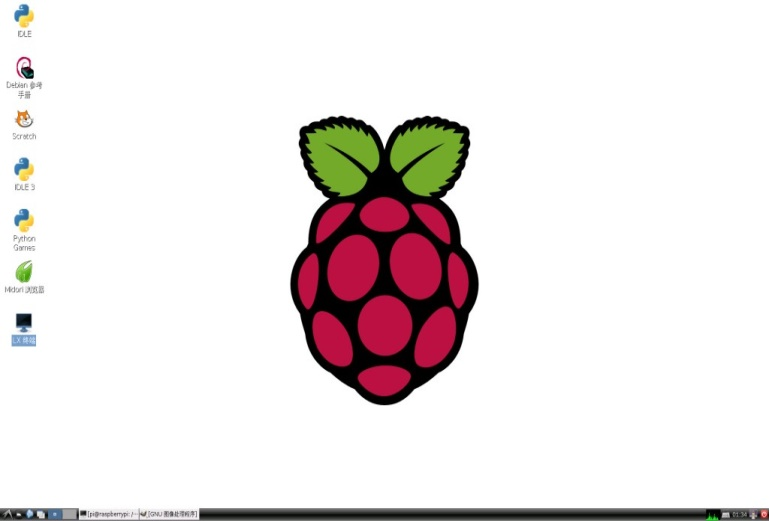 IDLE
Debian 参考
手册
Scratch
IDLE 3
Python
Games
Midori 浏览器
LX 终端
[pi@raspberrypi: /…
[GNU 图像处理程序]
01:34